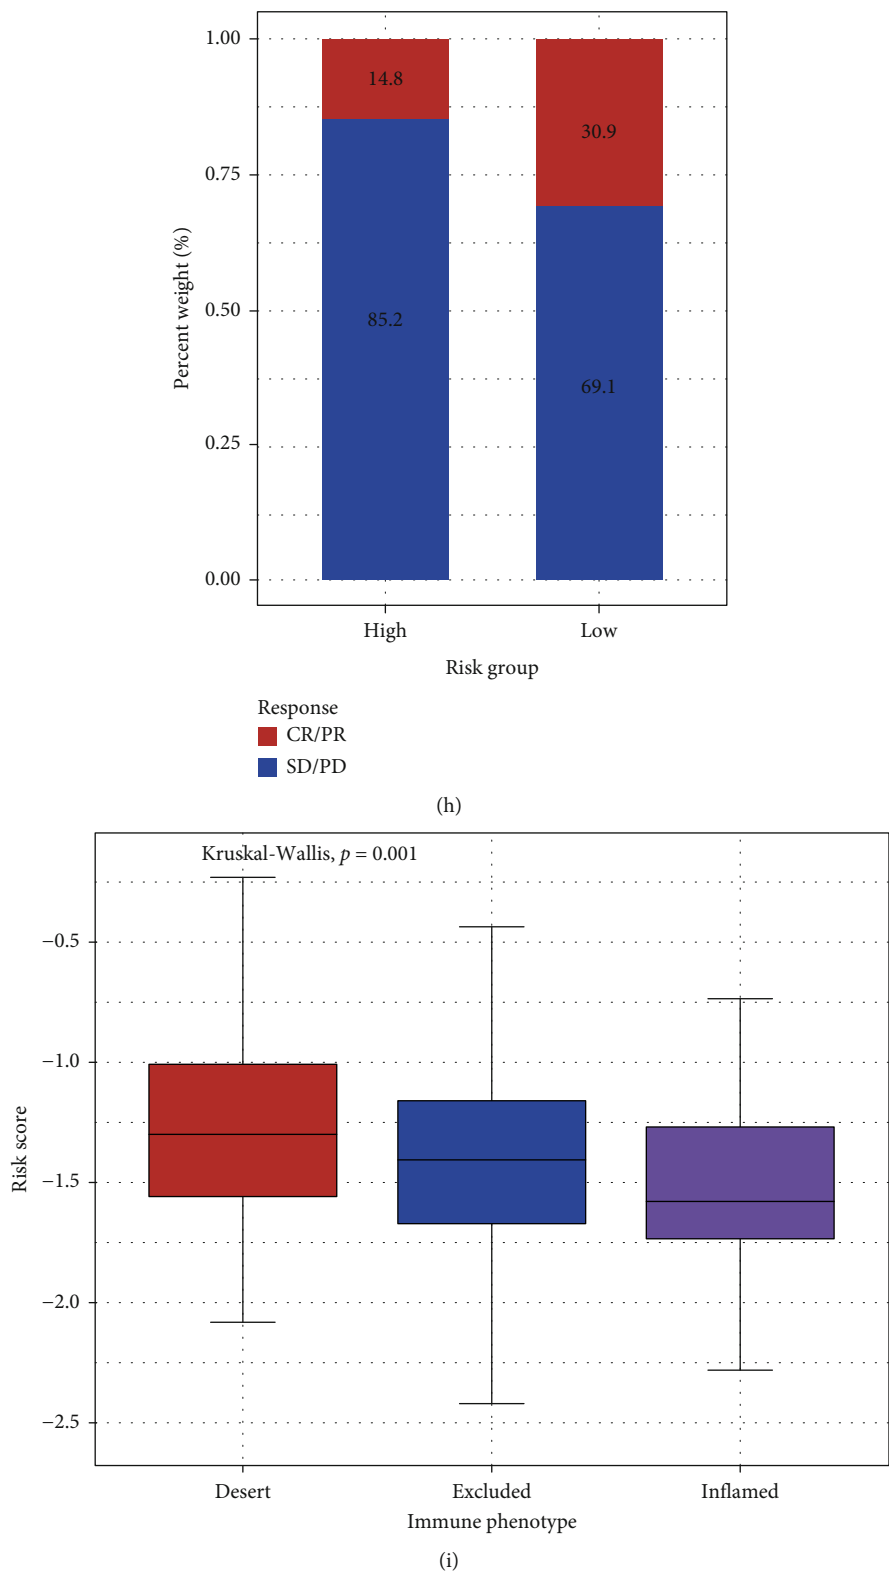 1.00
14.8
30.9
0.75
Percent weight (%)
0.50
85.2
69.1
0.25
0.00
High
Low
Risk group
Response
CR/PR
SD/PD
(h)
Kruskal-Wallis, p = 0.001
−0.5
−1.0
Risk score
−1.5
−2.0
−2.5
Desert
Excluded
Inflamed
Immune phenotype
(i)